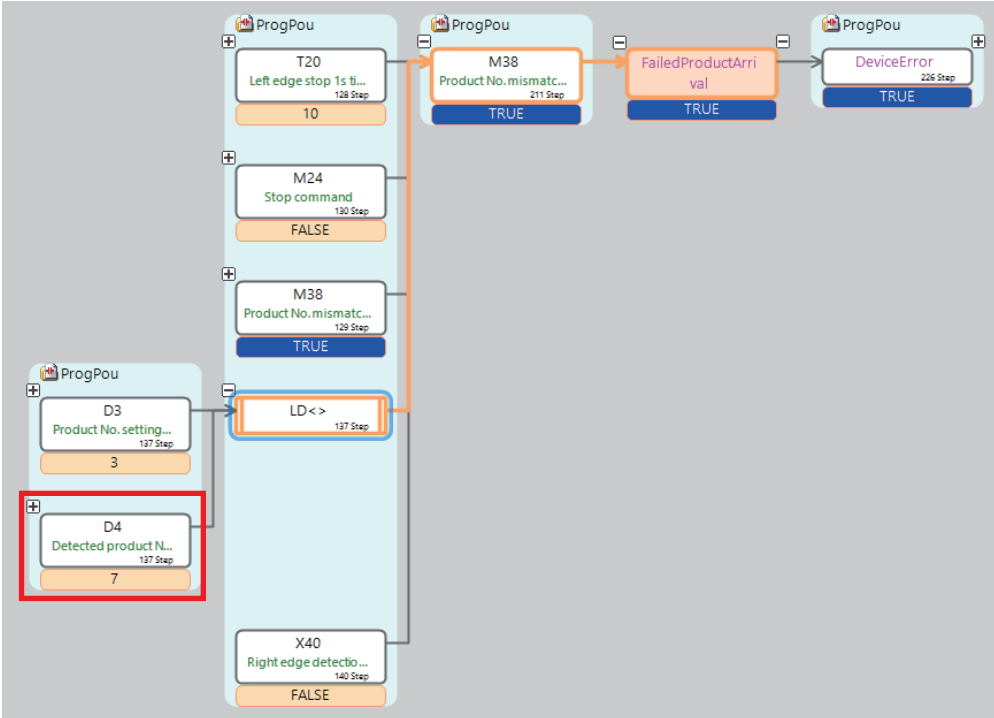 ProgPou
T20
Left edge stop 1s ti...
128 Step
10
M24
Stop command
130 Step
FALSE
M38
Product No. mismatc...
129 Step
TRUE
LD<>
137 Step
X40
Right edge detectio...
140 Step
FALSE
ProgPou
D3
Product No. setting...
137 Step
3
D4
Detected product N...
137 Step
7
ProgPou
M38
Product No. mismatc...
211 Step
TRUE
FailedProductArri
val
TRUE
ProgPou
DeviceError
226 Step
TRUE